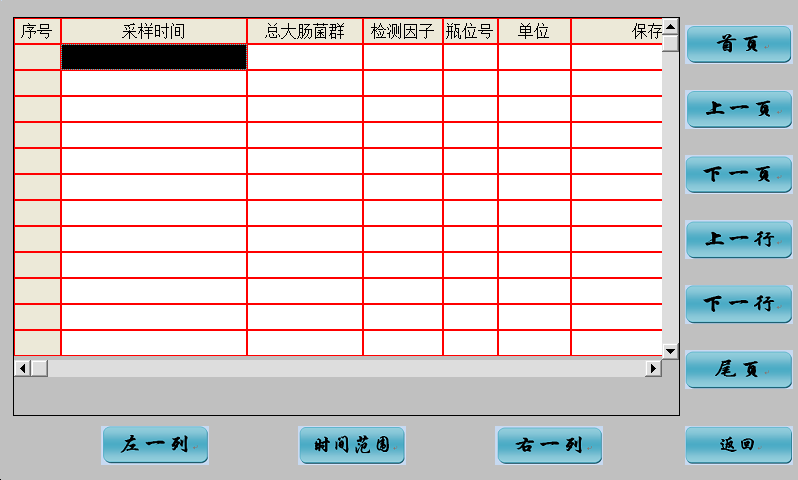 序号 采样时间 总大肠菌群 检测因子 瓶位号 单位 保存
首页
上一页
下一页
上一行
下一行
尾页
左一列 时间范围 右一列 返回